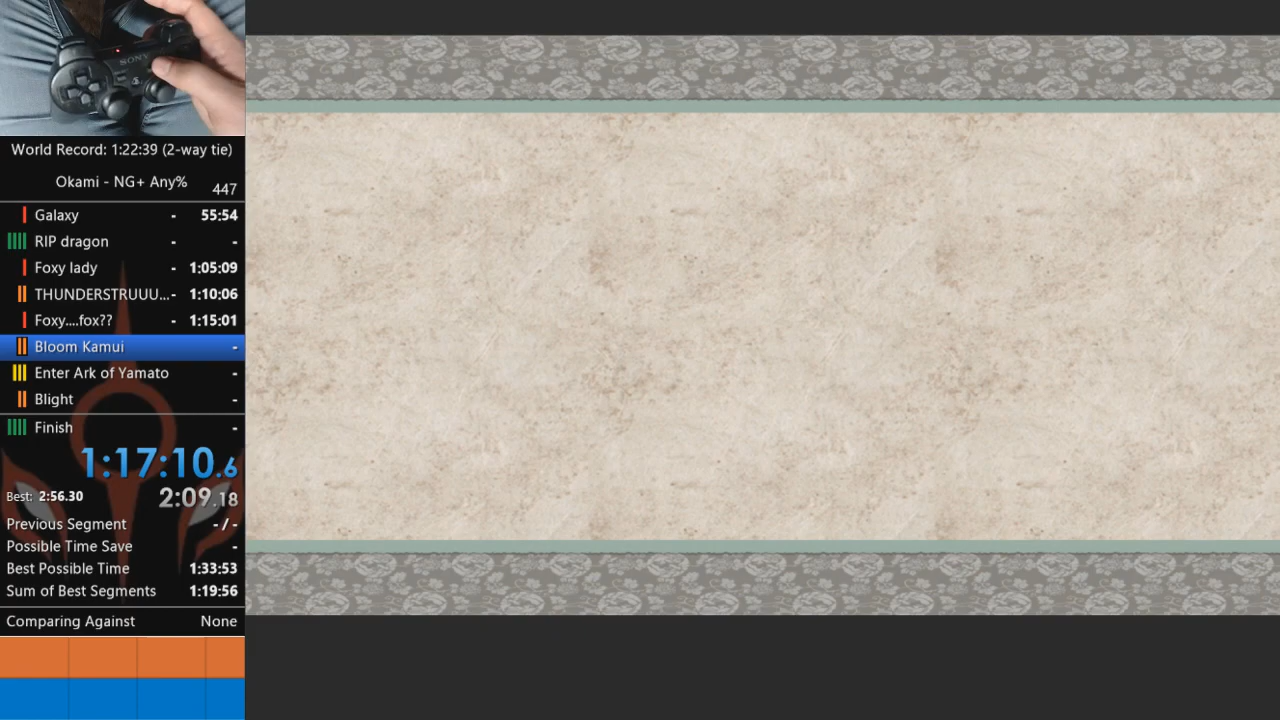 SONY
World Record: 1:22:39 (2-way tie)
Okami - NG+ Any%
447
Galaxy - 55:54
RIP dragon - -
Foxy lady - 1:05:09
THUNDERSTRUUU...- 1:10:06
Foxy....fox?? - 1:15:01
Bloom Kamui -
Enter Ark of Yamato -
Blight -
Finish -
1:17:10.6
Best: 2:56.30 2:09.18
Previous Segment - / -
Possible Time Save -
Best Possible Time 1:33:53
Sum of Best Segments 1:19:56
Comparing Against None